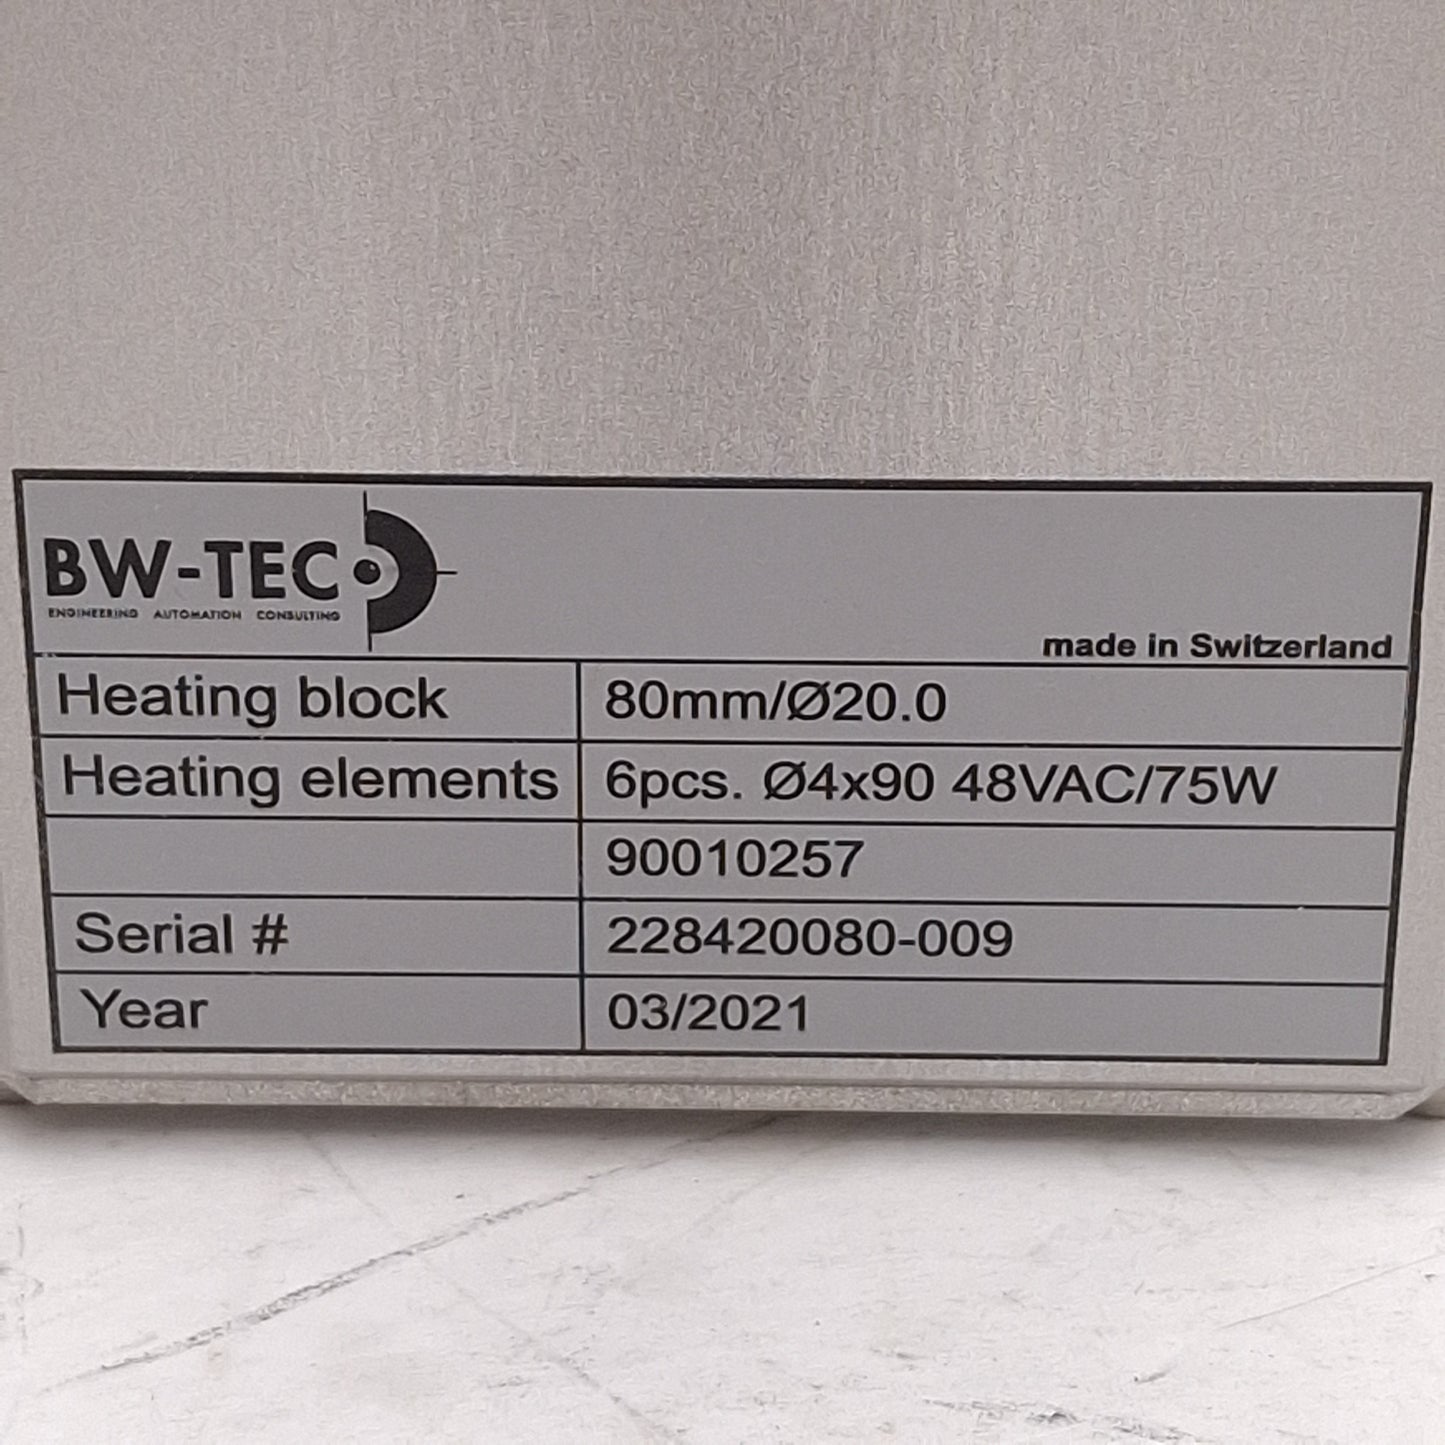 BW-TEC
ENGINEERING AUTOMATION CONSULTING
made in Switzerland
Heating block 80mm/Ø20.0
Heating elements 6pcs. Ø4x90 48VAC/75W
90010257
Serial # 228420080-009
Year 03/2021